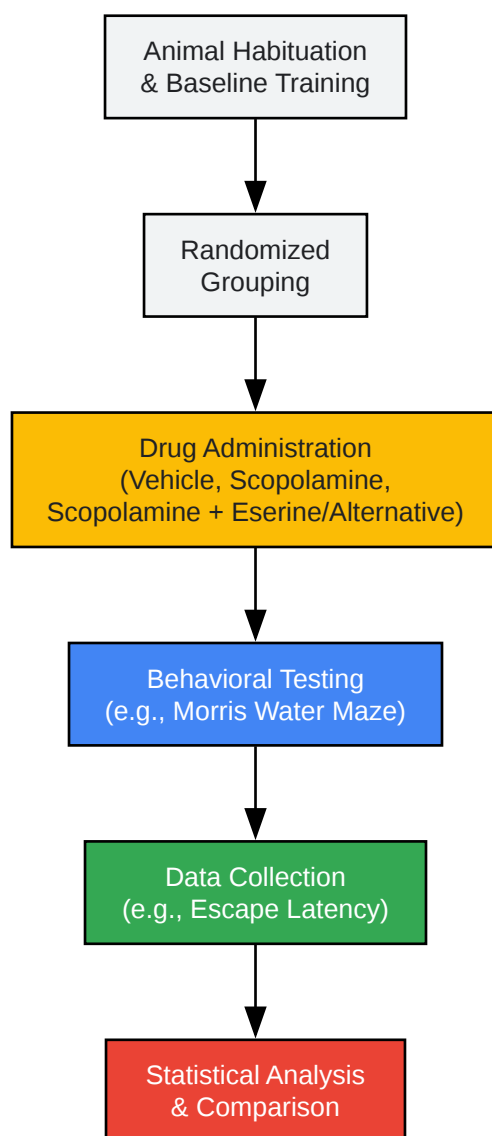 Animal Habituation
& Baseline Training
Randomized
Grouping
Drug Administration
(Vehicle, Scopolamine,
Scopolamine + Eserine/Alternative)
Behavioral Testing
(e.g., Morris Water Maze)
Data Collection
(e.g., Escape Latency)
Statistical Analysis
& Comparison